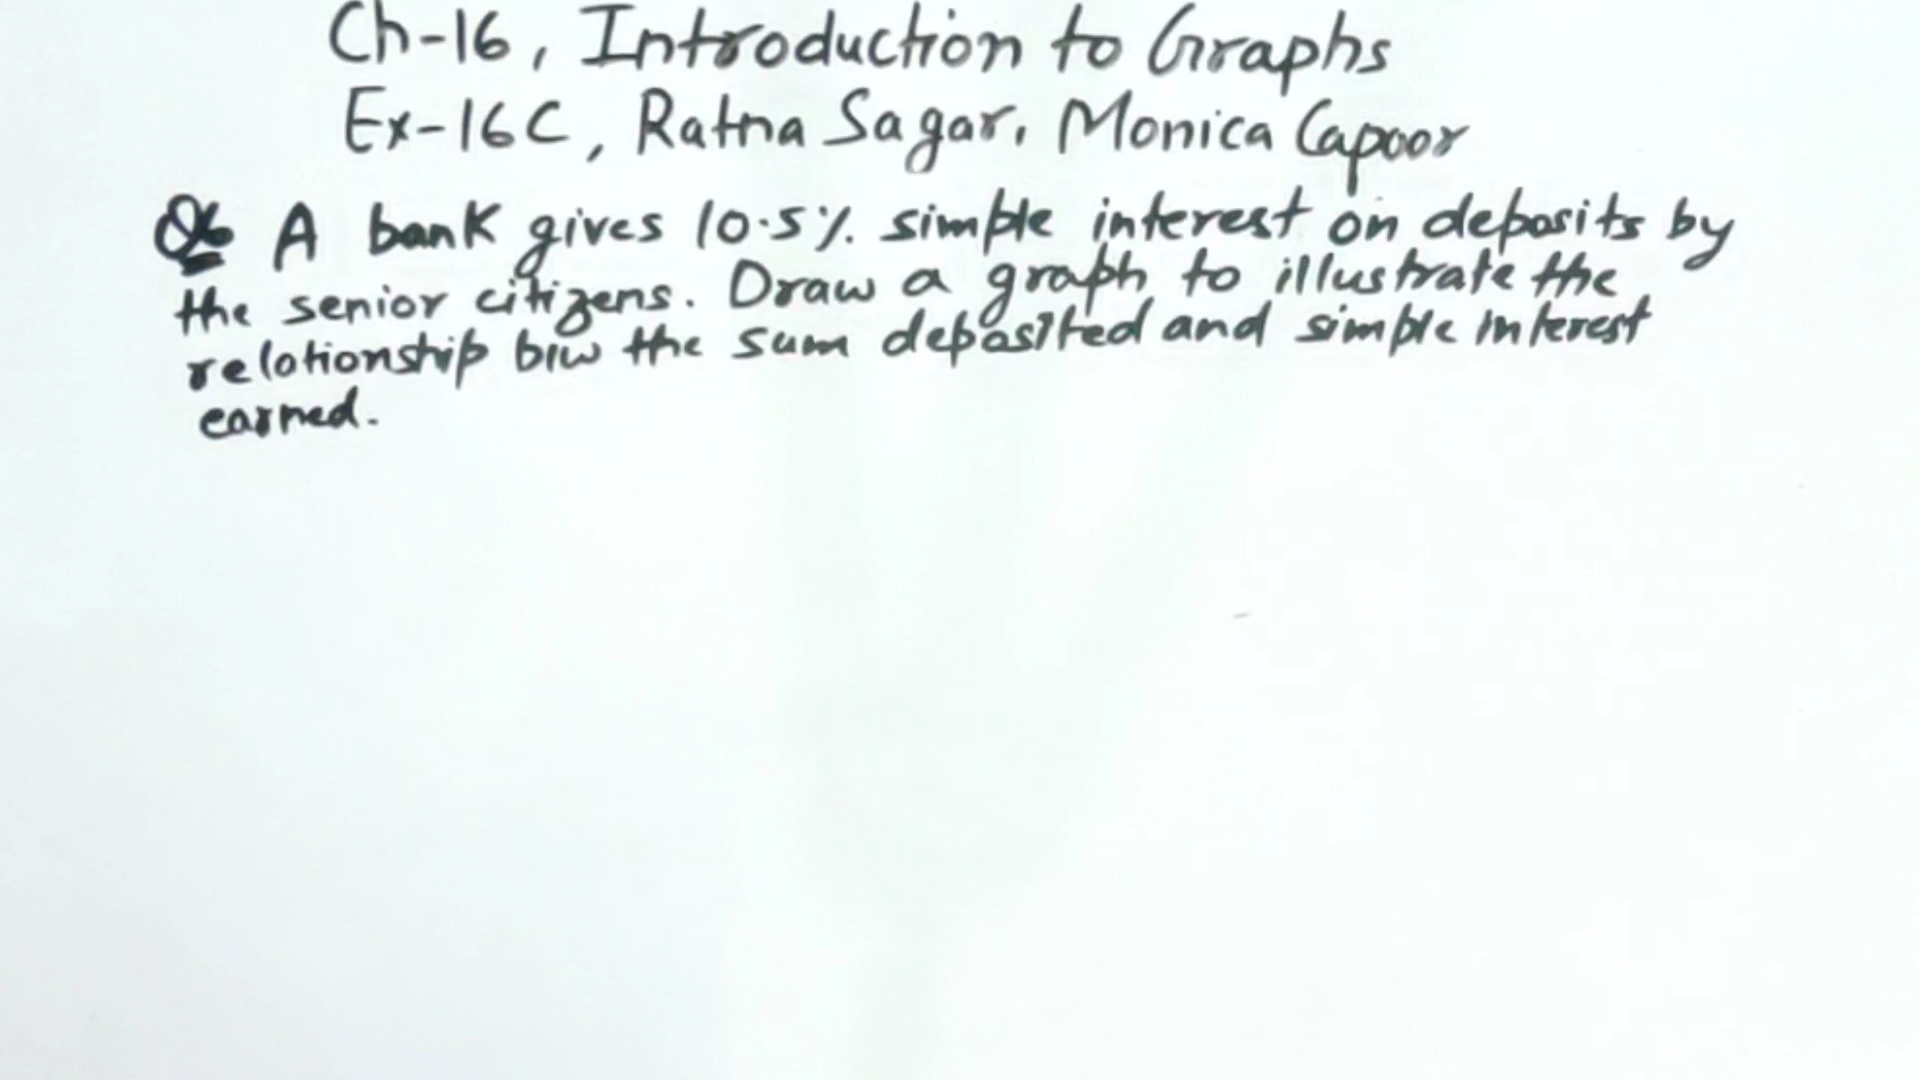 Ch-16, Introduction to Graphs
Ex-16C, Ratna Sagar, Monica Capoor
Q6 A bank gives 10.5% simple interest on deposits by
the senior citizens. Draw a graph to illustrate the
relationship b/w the sum deposited and simple interest
earned.